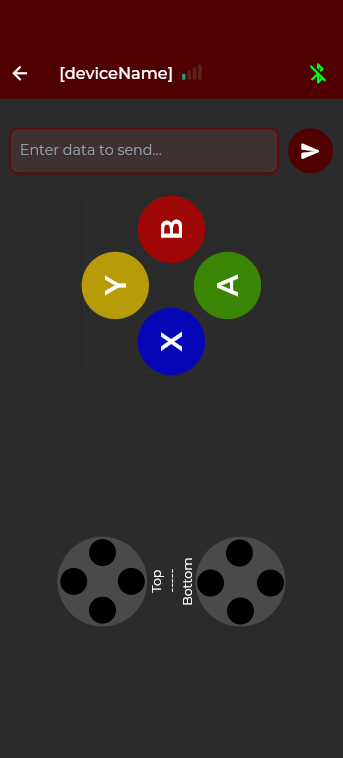 [deviceName]
Enter data to send...
B
Y
A
X
Top
-----
Bottom